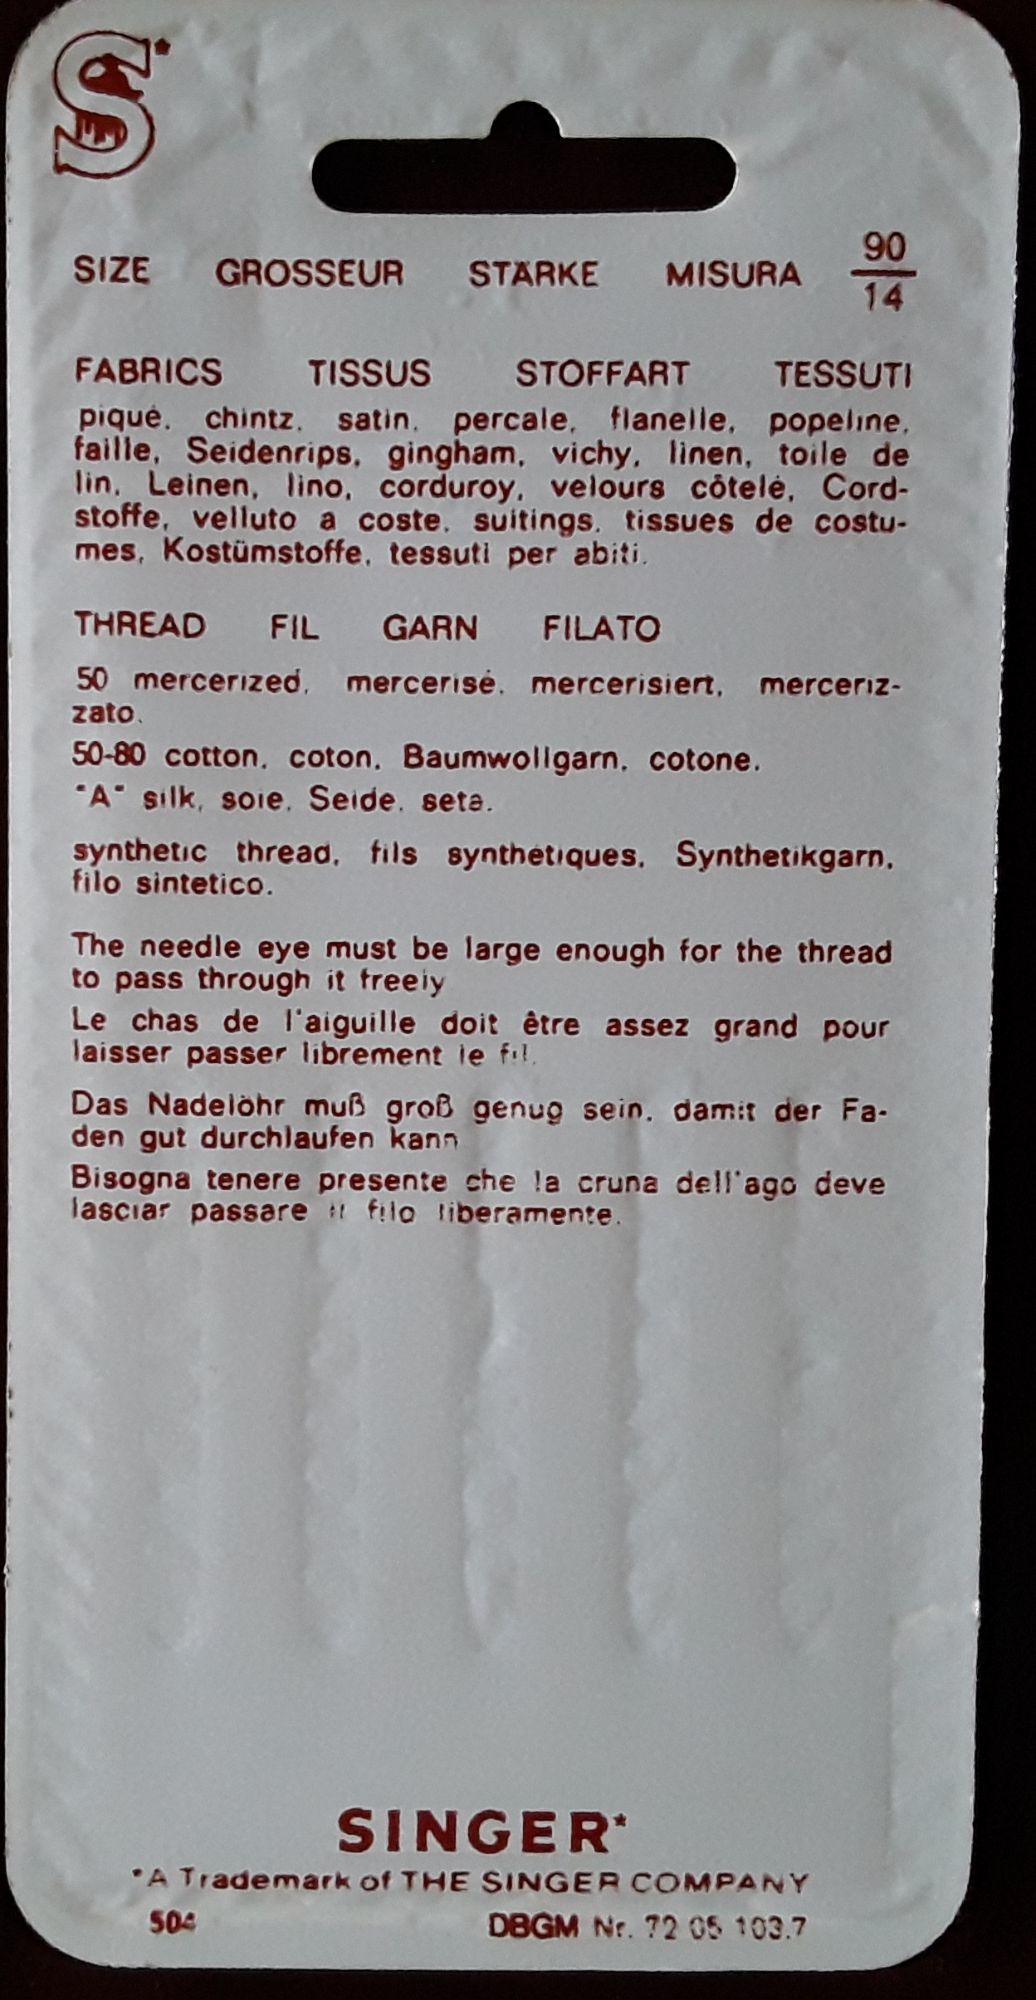 S*
SIZE GROSSEUR STÄRKE MISURA 90/14
FABRICS TISSUS STOFFART TESSUTI
piqué, chintz, satin, percale, flanelle, popeline,
faille, Seidenrips, gingham, vichy, linen, toile de
lin, Leinen, lino, corduroy, velours côtelé, Cord-
stoffe, velluto a coste, suitings, tissues de costu-
mes, Kostümstoffe, tessuti per abiti.
THREAD FIL GARN FILATO
50 mercerized, mercerisé, mercerisiert, merceriz-
zato.
50-80 cotton, coton, Baumwollgarn, cotone.
"A" silk, soie, Seide, seta.
synthetic thread, fils synthétiques, Synthetikgarn,
filo sintetico.
The needle eye must be large enough for the thread
to pass through it freely
Le chas de l'aiguille doit être assez grand pour
laisser passer librement le fil.
Das Nadelöhr muß groß genug sein, damit der Fa-
den gut durchlaufen kann
Bisogna tenere presente che la cruna dell'ago deve
lasciar passare il filo liberamente.
SINGER*
*A Trademark of THE SINGER COMPANY
504 DBGM Nr. 72 05 103.7